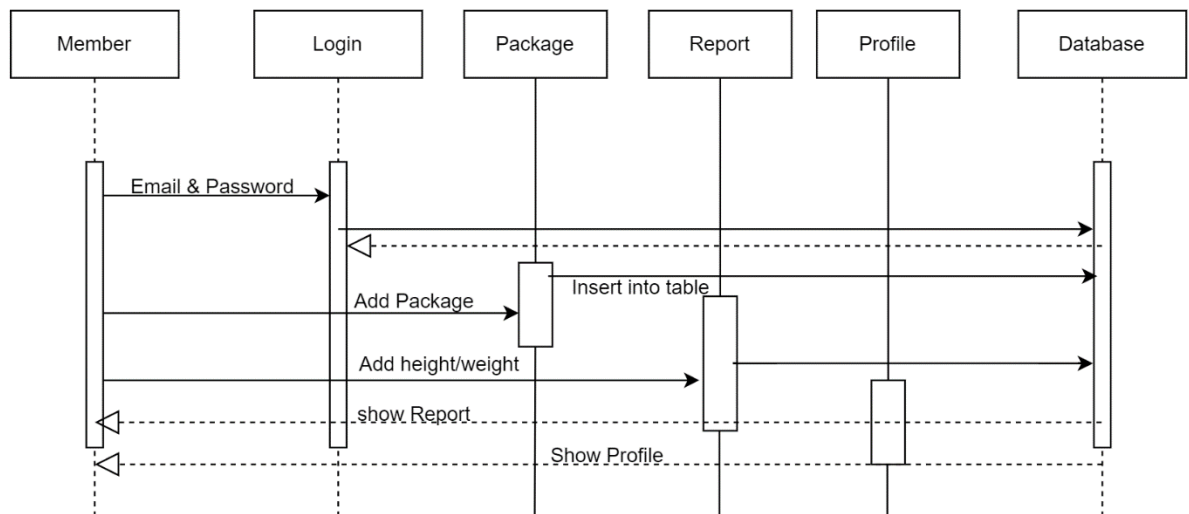 Member
Login
Package
Report
Profile
Database
Email & Password
Insert into table
Add Package
Add height/weight
show Report
Show Profile